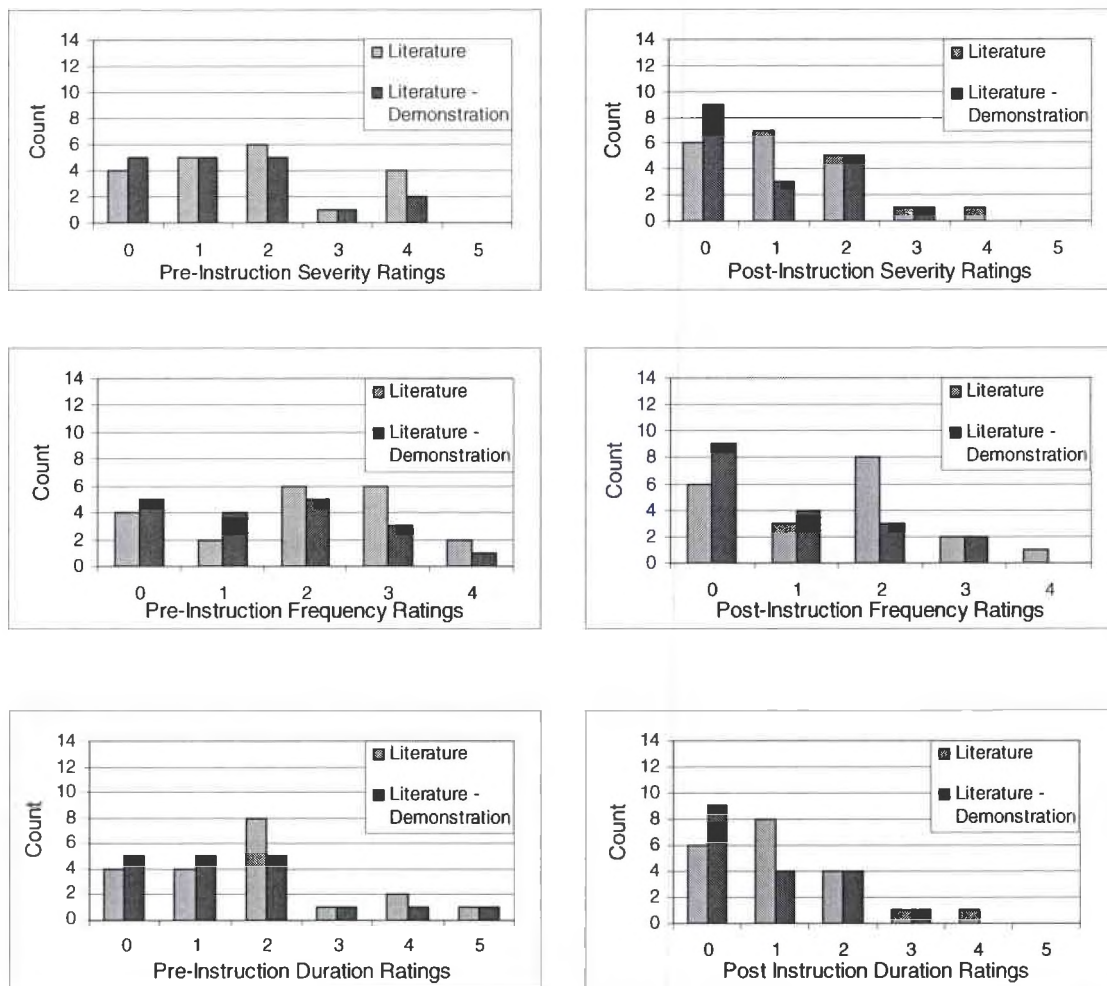 14
12
10
8
6
4
2
0
Count
Literature
Literature -
Demonstration
0 1 2 3 4 5
Pre-Instruction Severity Ratings
14
12
10
8
6
4
2
0
Count
Literature
Literature -
Demonstration
0 1 2 3 4 5
Post-Instruction Severity Ratings
14
12
10
8
6
4
2
0
Count
Literature
Literature -
Demonstration
0 1 2 3 4
Pre-Instruction Frequency Ratings
14
12
10
8
6
4
2
0
Count
Literature
Literature -
Demonstration
0 1 2 3 4
Post-Instruction Frequency Ratings
14
12
10
8
6
4
2
0
Count
Literature
Literature -
Demonstration
0 1 2 3 4 5
Pre-Instruction Duration Ratings
14
12
10
8
6
4
2
0
Count
Literature
Literature -
Demonstration
0 1 2 3 4 5
Post Instruction Duration Ratings